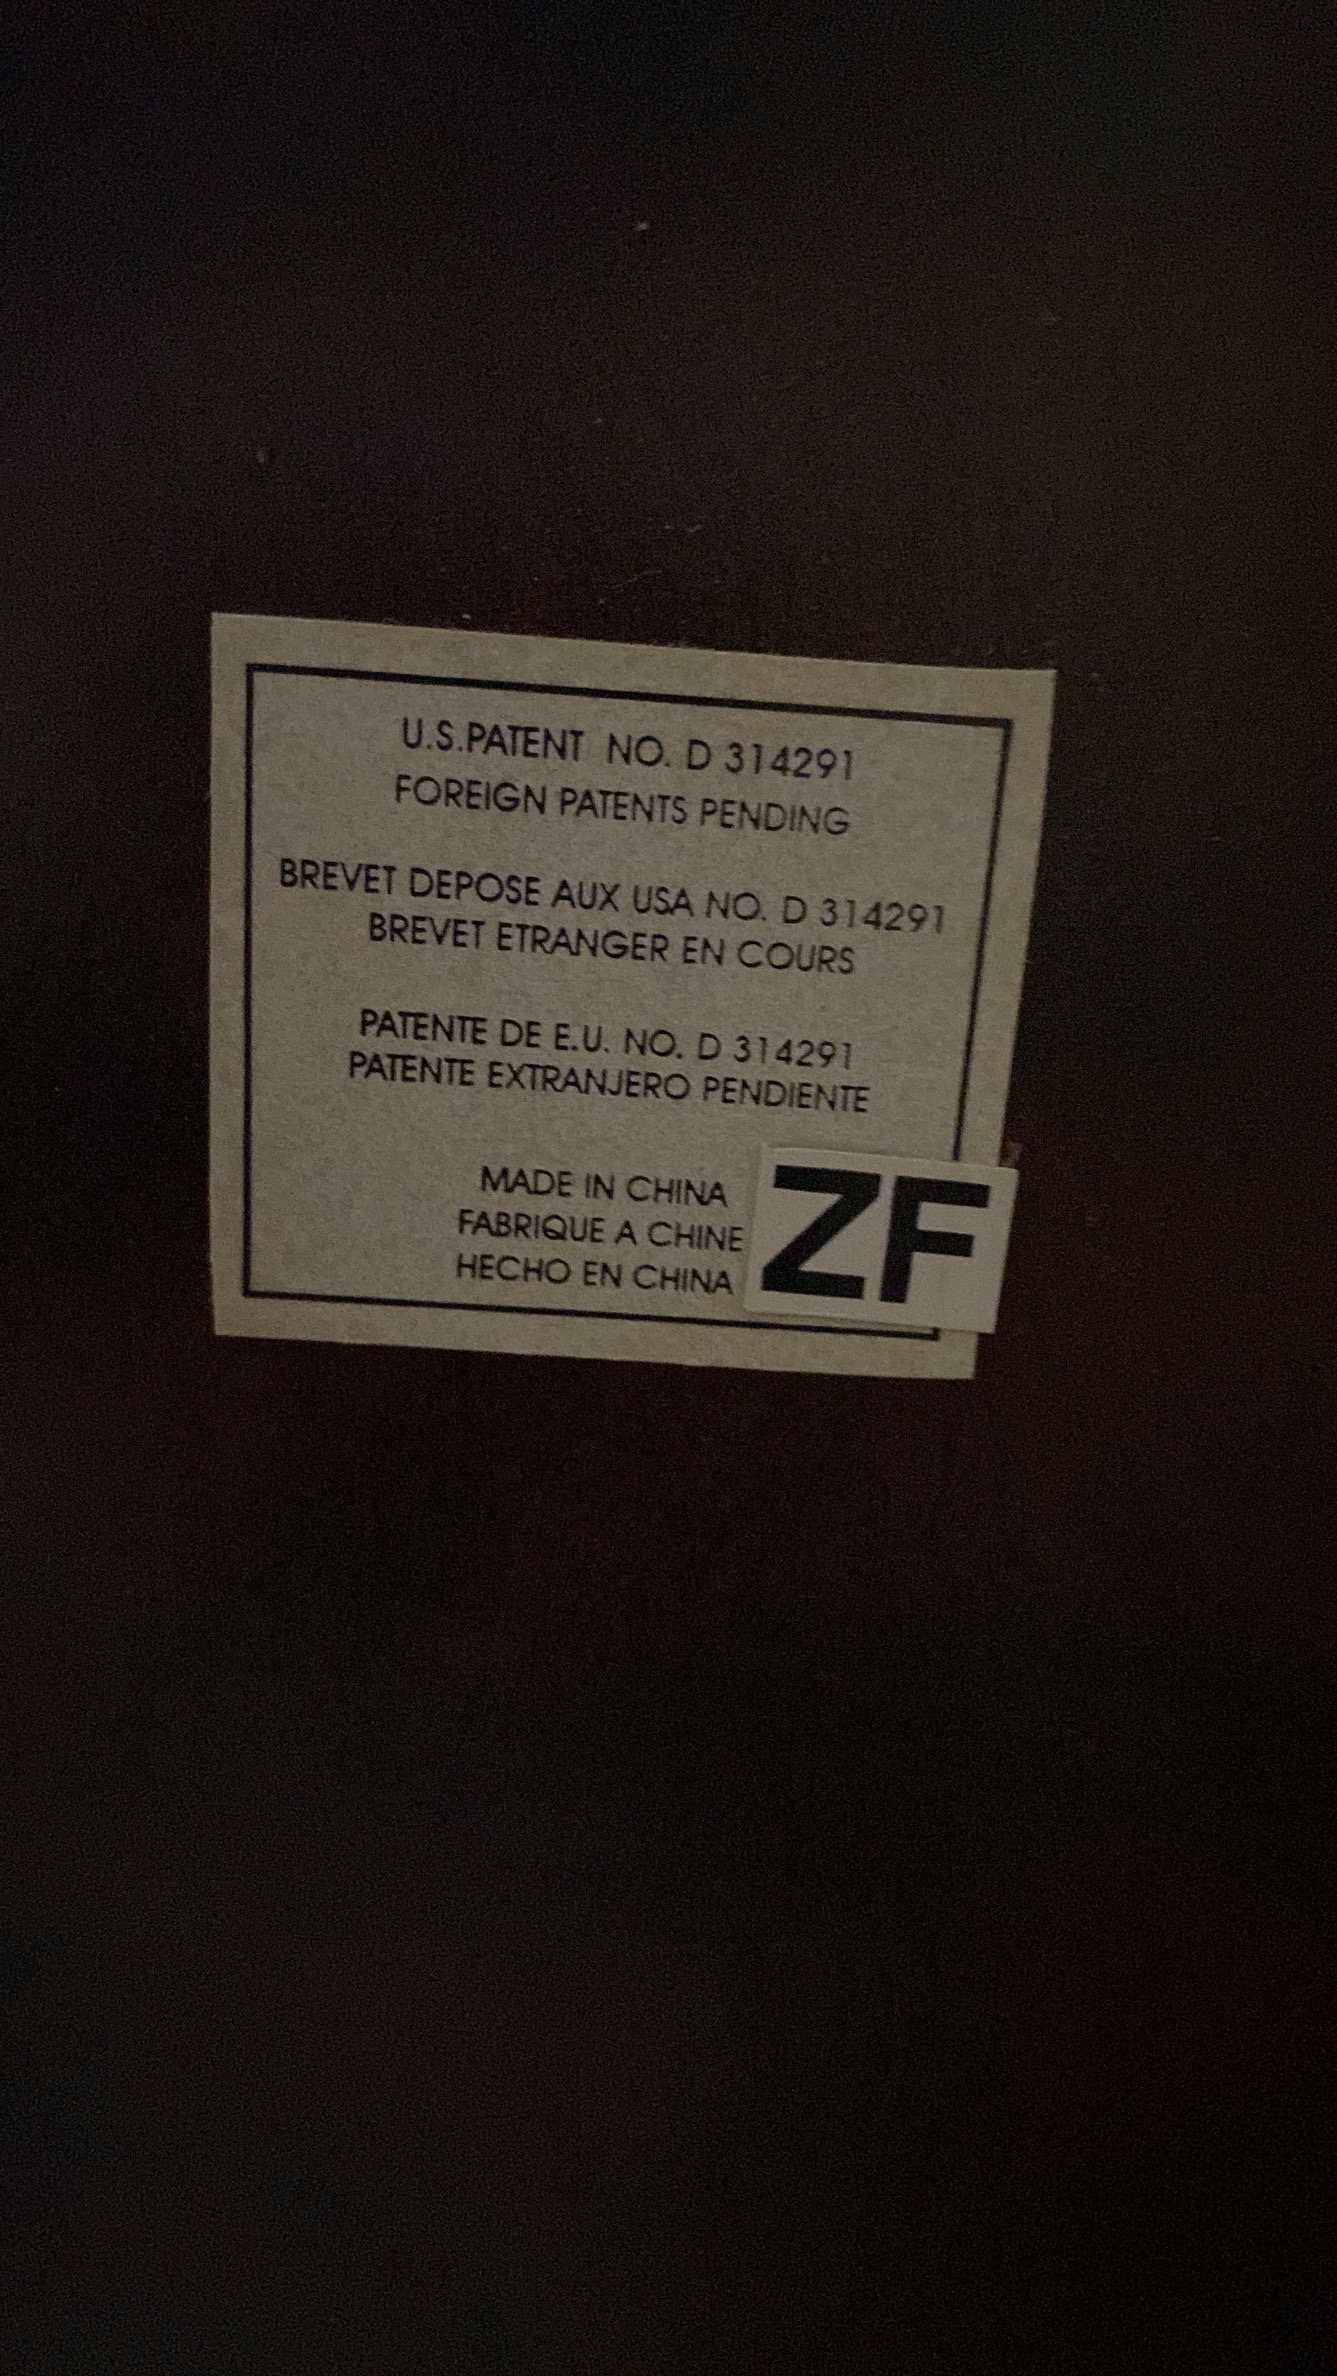 U.S.PATENT NO. D 314291
FOREIGN PATENTS PENDING
BREVET DEPOSE AUX USA NO. D 314291
BREVET ETRANGER EN COURS
PATENTE DE E.U. NO. D 314291
PATENTE EXTRANJERO PENDIENTE
MADE IN CHINA
FABRIQUE A CHINE
HECHO EN CHINA
ZF